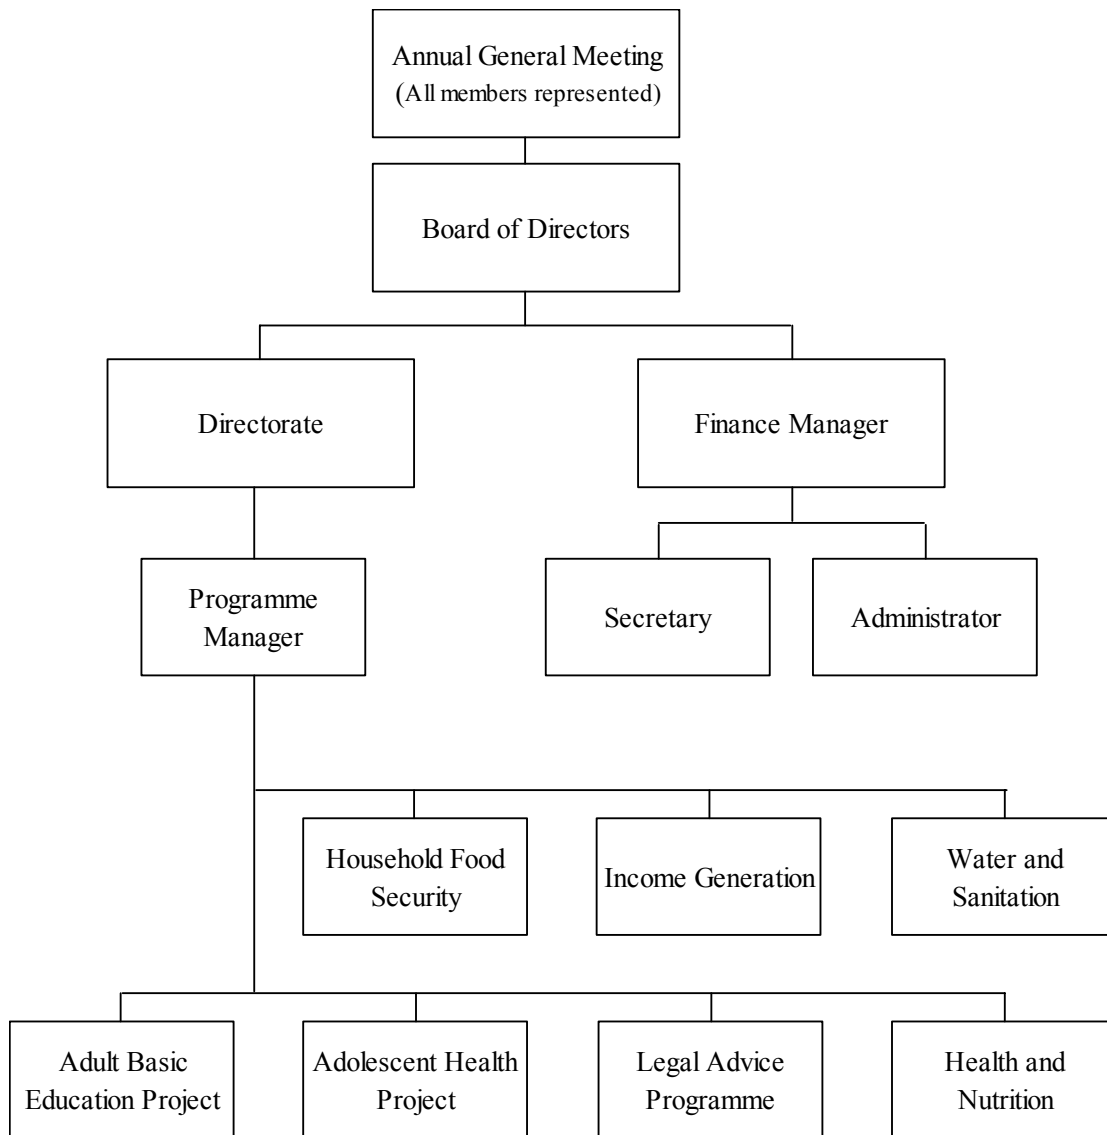 Annual General Meeting
(All members represented)
Board of Directors
Directorate
Finance Manager
Programme
Manager
Secretary
Administrator
Household Food
Security
Income Generation
Water and
Sanitation
Adult Basic
Education Project
Adolescent Health
Project
Legal Advice
Programme
Health and
Nutrition